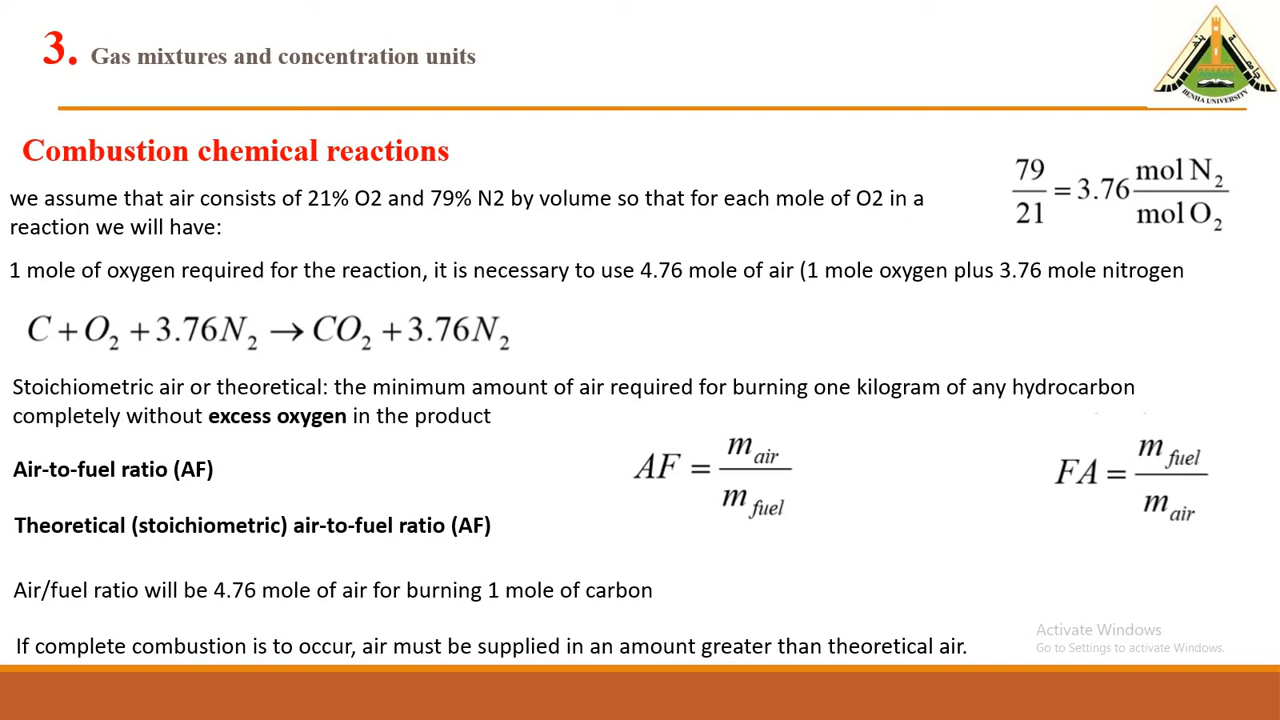 3. Gas mixtures and concentration units
BENHA UNIVERSITY
Combustion chemical reactions
79/21 = 3.76 mol N₂/mol O₂
we assume that air consists of 21% O2 and 79% N2 by volume so that for each mole of O2 in a
reaction we will have:
1 mole of oxygen required for the reaction, it is necessary to use 4.76 mole of air (1 mole oxygen plus 3.76 mole nitrogen
C + O₂ + 3.76N₂ → CO₂ + 3.76N₂
Stoichiometric air or theoretical: the minimum amount of air required for burning one kilogram of any hydrocarbon
completely without excess oxygen in the product
Air-to-fuel ratio (AF)
AF = m air/m fuel
FA = m fuel/m air
Theoretical (stoichiometric) air-to-fuel ratio (AF)
Air/fuel ratio will be 4.76 mole of air for burning 1 mole of carbon
If complete combustion is to occur, air must be supplied in an amount greater than theoretical air.
Activate Windows
Go to Settings to activate Windows.